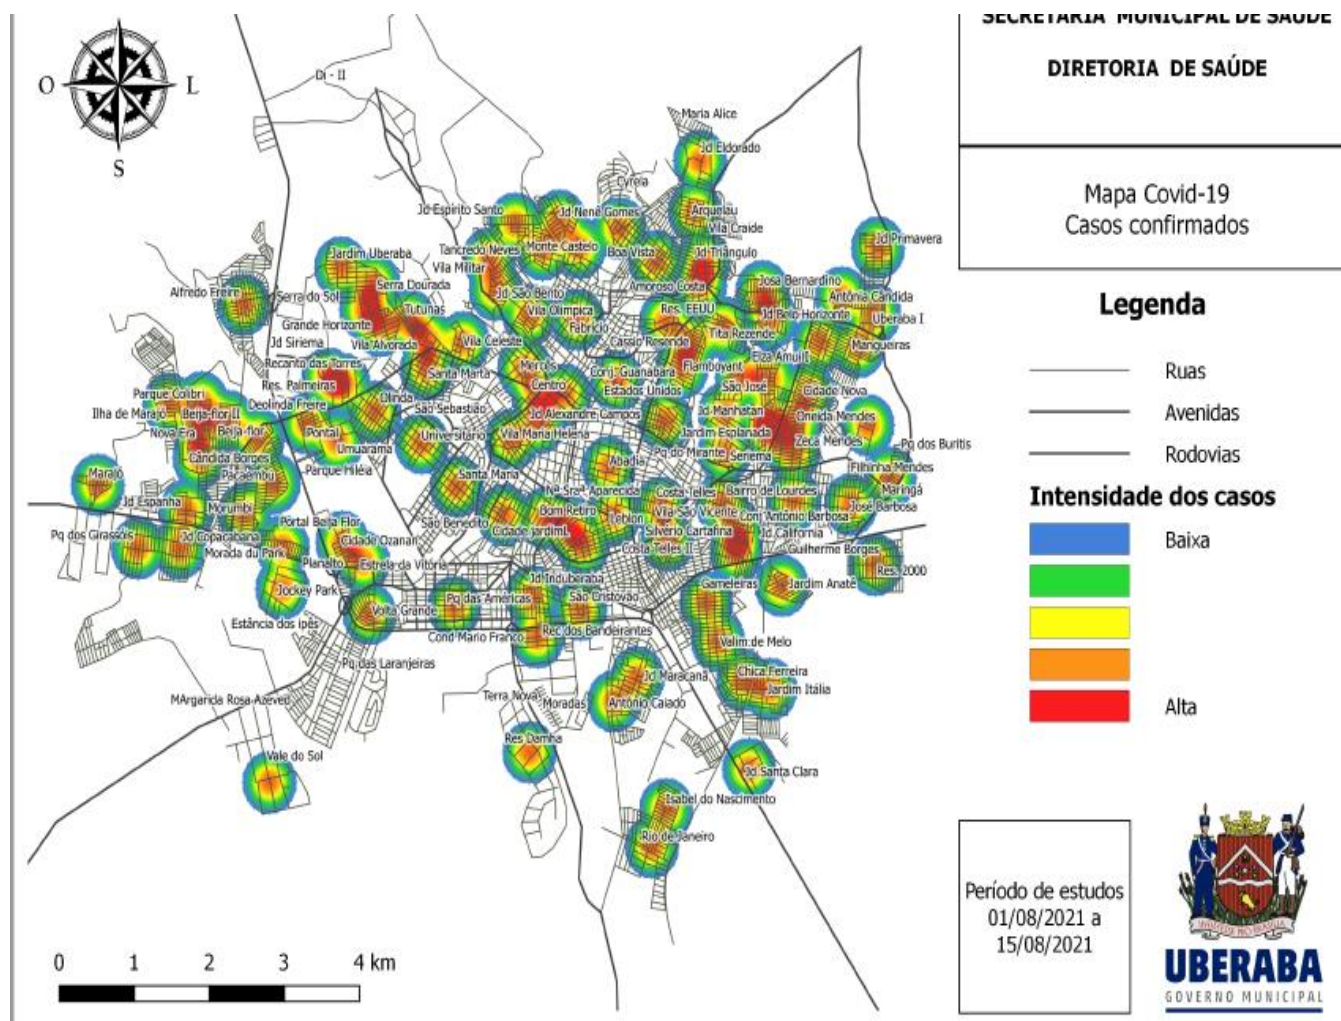 SECRETARIA MUNICIPAL DE SAÚDE
DIRETORIA DE SAÚDE
Mapa Covid-19
Casos confirmados
Legenda
Ruas
Avenidas
Rodovias
Intensidade dos casos
Baixa
Alta
Período de estudos
01/08/2021 a
15/08/2021
UBERABA
GOVERNO MUNICIPAL
O
L
S
Di - II
Maria Alice
Jd Eldorado
Cyrela
Jd Espírito Santo
Jd Nenê Gomes
Arquelau
Vila Craide
Jd Primavera
Jardim Uberaba
Tancredo Neves
Monte Castelo
Boa Vista
Jd Triângulo
Vila Militar
Alfredo Freire
Serra do Sol
Serra Dourada
Jd São Bento
Amoroso Costa
José Bernardino
Antônia Cândida
Tutunas
Vila Olimpica
Res. EEUU
Jd Belo Horizonte
Uberaba I
Grande Horizonte
Fabrício
Tita Rezende
Jd Siriema
Vila Alvorada
Vila Celeste
Cássio Resende
Mangueiras
Recanto das Torres
Santa Marta
Mercês
Conj. Guanabara
Flamboyant
Elza Amuí I
Res. Palmeiras
Centro
Estados Unidos
São José
Cidade Nova
Parque Colibri
Deolinda Freire
Olinda
São Sebastião
Jd Alexandre Campos
Jd Manhatan
Oneida Mendes
Ilha de Marajó
Beija-flor II
Nova Era
Beija-flor
Pontal
Universitário
Vila Maria Helena
Jardim Esplanada
Zeca Mendes
Pq dos Buritis
Umuarama
Cândida Borges
Parque Hiléia
Abadia
Pq do Mirante
Seriema
Filhinha Mendes
Marajó
Pacaembu
Santa Maria
Nª Srª Aparecida
Costa Telles
Bairro de Lourdes
Maringá
Jd Espanha
Morumbi
São Benedito
Bom Retiro
Leblon
Vila São Vicente
Conj Antônio Barbosa
José Barbosa
Pq dos Girassóis
Jd Copacabana
Portal Beija Flor
Cidade Ozanan
Cidade Jardim
Silvério Cartafina
Jd Califórnia
Morada du Park
Planalto
Estrela da Vitória
Costa Telles II
Guilherme Borges
Res. 2000
Jockey Park
Jd Induberaba
Gameleiras
Jardim Anatê
Estância dos ipês
Volta Grande
Pq das Américas
São Cristovão
Cond Mario Franco
Rec dos Bandeirantes
Valim de Melo
Pq das Laranjeiras
Jd Maracanã
Chica Ferreira
Jardim Itália
MArgarida Rosa Azeved
Terra Nova
Moradas
Antônio Caiado
Res Damha
Vale do Sol
Jd Santa Clara
Isabel do Nascimento
Rio de Janeiro
0 1 2 3 4 km